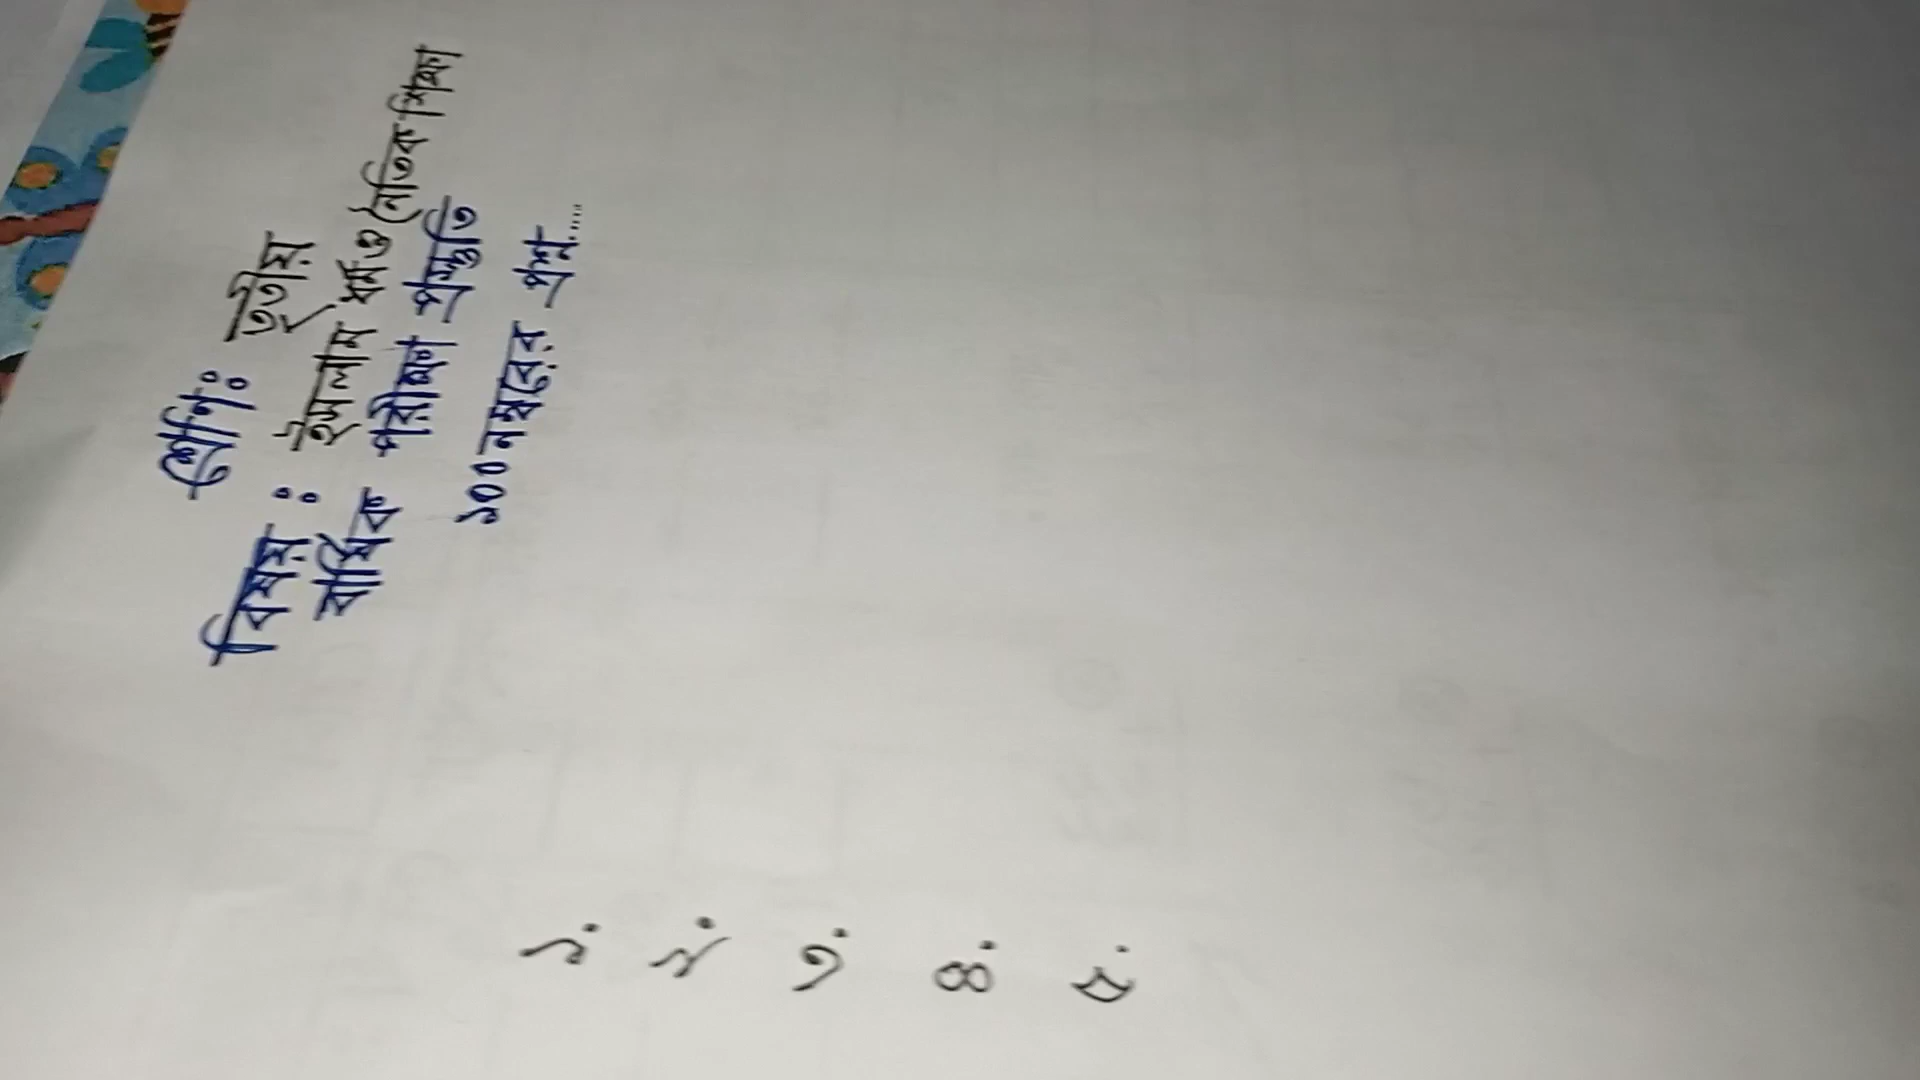 শ্রেণি: তৃতীয়
বিষয়: ইসলাম ধর্ম ও নৈতিক শিক্ষা
বার্ষিক পরীক্ষা প্রস্তুতি
১০০ নম্বরের প্রশ্ন.....
১.
২.
৩.
৪.
৫.